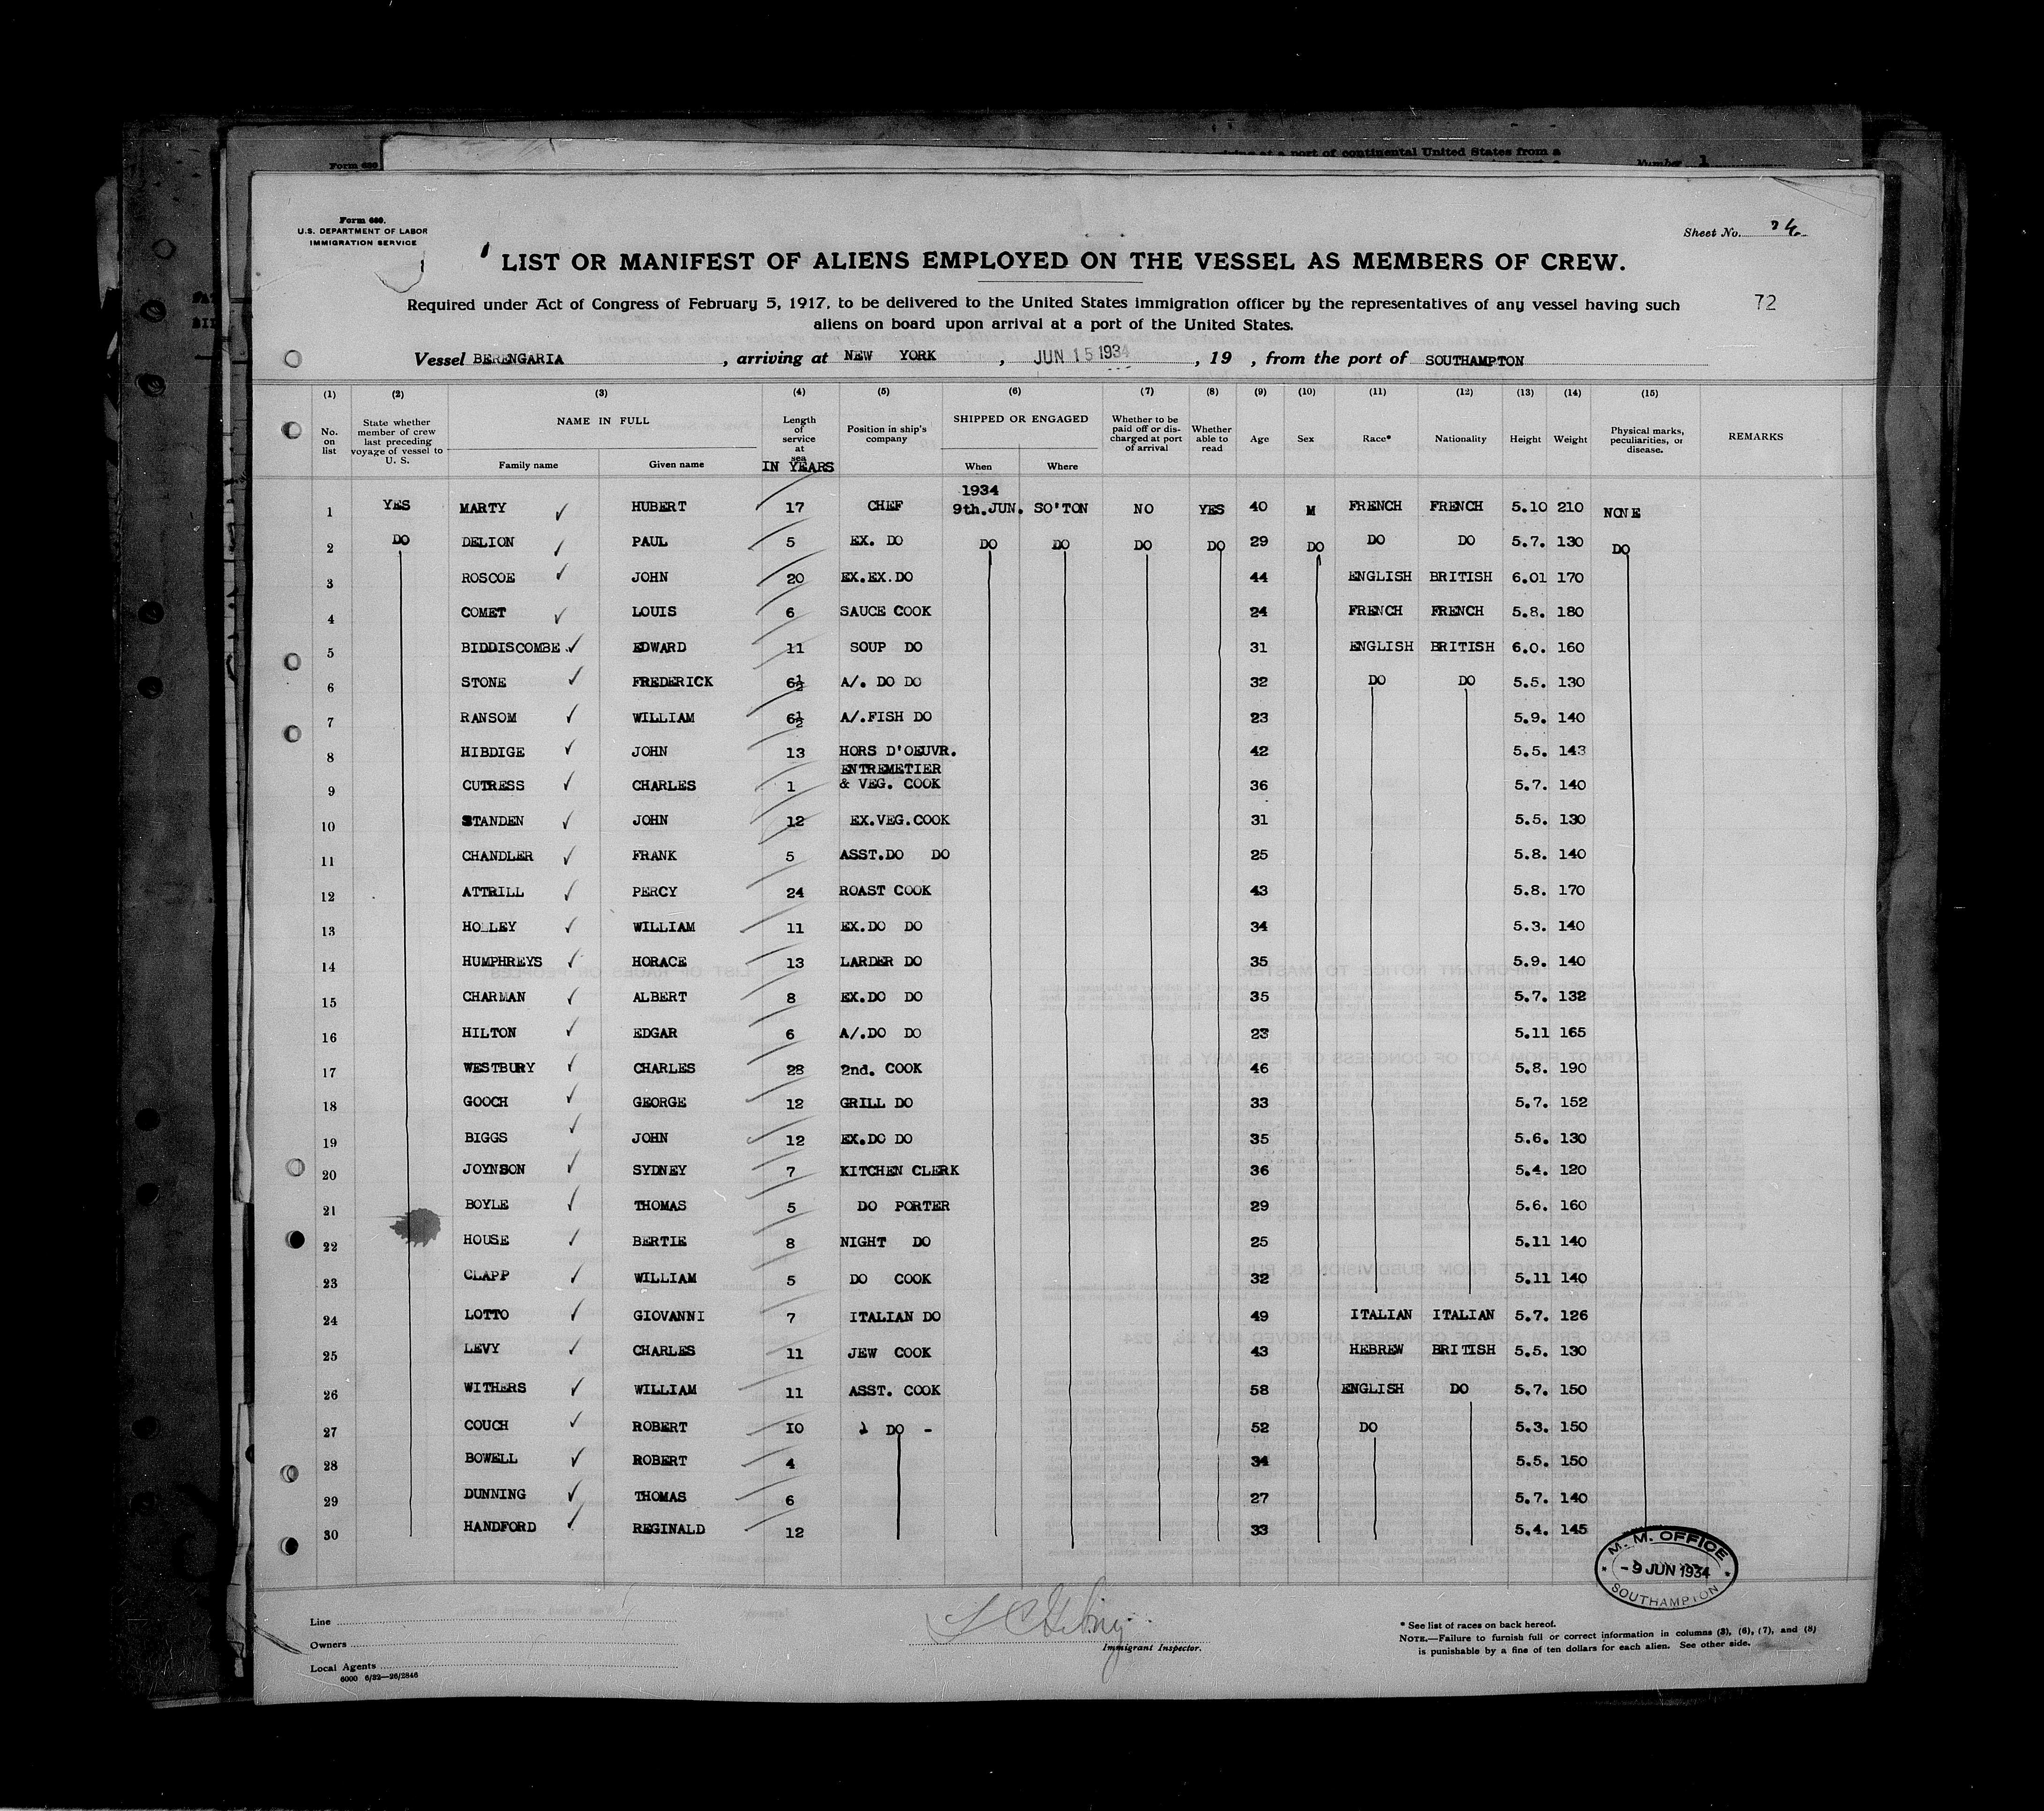 Form 689.
U.S. DEPARTMENT OF LABOR
IMMIGRATION SERVICE
Sheet No.
LIST OR MANIFEST OF ALIENS EMPLOYED ON THE VESSEL AS MEMBERS OF CREW.
Required under Act of Congress of February 5, 1917, to be delivered to the United States immigration officer by the representatives of any vessel having such
72
aliens on board upon arrival at a port of the United States.
Vessel BERENGARIA, arriving at NEW YORK, JUN 15 1934, 19 , from the port of SOUTHAMPTON
(1) (2) (3) (4) (5) (6) (7) (8) (9) (10) (11) (12) (13) (14) (15)
No. on list
State whether member of crew last preceding voyage of vessel to U. S.
NAME IN FULL
Family name Given name
Length of service at sea
IN YEARS
Position in ship's company
SHIPPED OR ENGAGED
When Where
Whether to be paid off or discharged at port of arrival
Whether able to read
Age Sex Race* Nationality Height Weight
Physical marks, peculiarities, or disease.
REMARKS
1934
1 YES MARTY HUBERT 17 CHEF 9th.JUN. SO'TON NO YES 40 M FRENCH FRENCH 5.10 210 NONE
2 DO DELION PAUL 5 EX. DO DO DO DO DO 29 DO DO DO 5.7. 130 DO
3 ROSCOE JOHN 20 EX.EX.DO 44 ENGLISH BRITISH 6.01 170
4 COMET LOUIS 6 SAUCE COOK 24 FRENCH FRENCH 5.8. 180
5 BIDDISCOMBE EDWARD 11 SOUP DO 31 ENGLISH BRITISH 6.0. 160
6 STONE FREDERICK 6½ A/. DO DO 32 DO DO 5.5. 130
7 RANSOM WILLIAM 6½ A/.FISH DO 23 5.9. 140
8 HIBDIGE JOHN 13 HORS D'OEUVR. 42 5.5. 143
ENTREMETIER
9 CUTRESS CHARLES 1 & VEG. COOK 36 5.7. 140
10 STANDEN JOHN 12 EX.VEG.COOK 31 5.5. 130
11 CHANDLER FRANK 5 ASST.DO DO 25 5.8. 140
12 ATTRILL PERCY 24 ROAST COOK 43 5.8. 170
13 HOLLEY WILLIAM 11 EX.DO DO 34 5.3. 140
14 HUMPHREYS HORACE 13 LARDER DO 35 5.9. 140
15 CHARMAN ALBERT 8 EX.DO DO 35 5.7. 132
16 HILTON EDGAR 6 A/.DO DO 23 5.11 165
17 WESTBURY CHARLES 28 2nd. COOK 46 5.8. 190
18 GOOCH GEORGE 12 GRILL DO 33 5.7. 152
19 BIGGS JOHN 12 EX.DO DO 35 5.6. 130
20 JOYNSON SYDNEY 7 KITCHEN CLERK 36 5.4. 120
21 BOYLE THOMAS 5 DO PORTER 29 5.6. 160
22 HOUSE BERTIE 8 NIGHT DO 25 5.11 140
23 CLAPP WILLIAM 5 DO COOK 32 5.11 140
24 LOTTO GIOVANNI 7 ITALIAN DO 49 ITALIAN ITALIAN 5.7. 126
25 LEVY CHARLES 11 JEW COOK 43 HEBREW BRITISH 5.5. 130
26 WITHERS WILLIAM 11 ASST. COOK 58 ENGLISH DO 5.7. 150
27 COUCH ROBERT 10 DO - 52 DO 5.3. 150
28 BOWELL ROBERT 4 34 5.5. 150
29 DUNNING THOMAS 6 27 5.7. 140
30 HANDFORD REGINALD 12 33 5.4. 145
M. M. OFFICE
- 9 JUN 1934
SOUTHAMPTON
Line
Owners
Local Agents
6000 6/32—26/2846
Immigrant Inspector.
* See list of races on back hereof.
NOTE.—Failure to furnish full or correct information in columns (3), (6), (7), and (8)
is punishable by a fine of ten dollars for each alien. See other side.